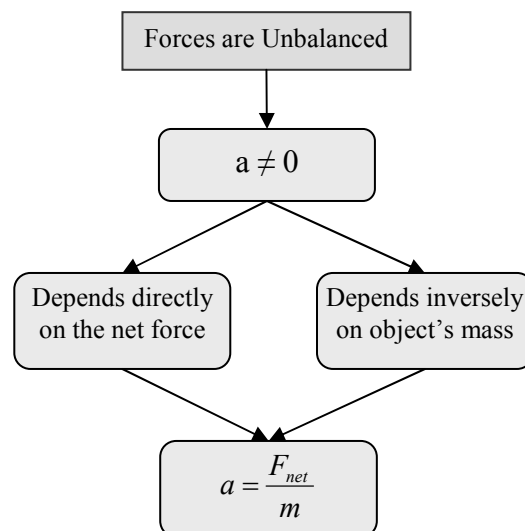 Forces are Unbalanced
a ≠ 0
Depends directly
on the net force
Depends inversely
on object's mass
a = F_net / m